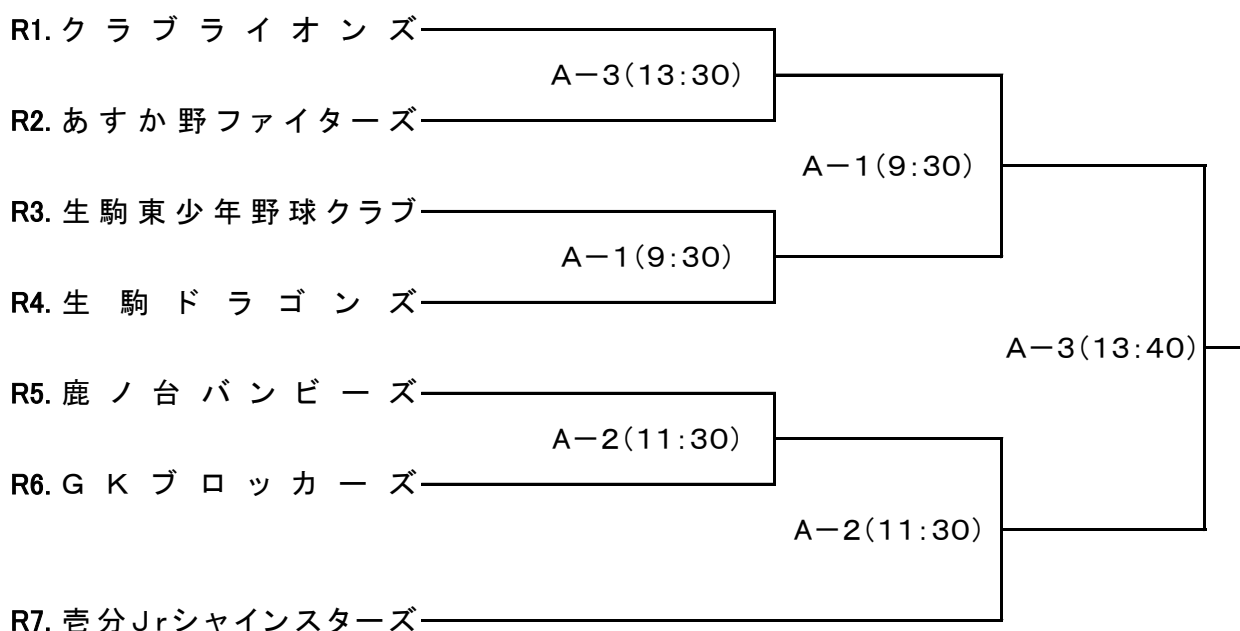 R1. クラブライオンズ
A－3(13:30)
R2. あすか野ファイターズ
A－1(9:30)
R3. 生駒東少年野球クラブ
A－1(9:30)
R4. 生駒ドラゴンズ
A－3(13:40)
R5. 鹿ノ台バンビーズ
A－2(11:30)
R6. GKブロッカーズ
A－2(11:30)
R7. 壱分Jrシャインスターズ